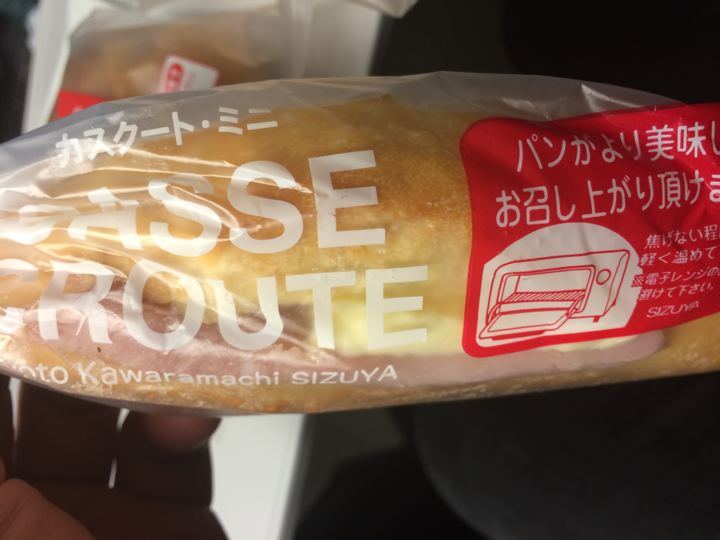 カスクート・ミニ
CASSE
CROUTE
Kawaramachi SIZUYA
パンがより美味し
お召し上がり頂けま
焦げない程
軽く温めて
※電子レンジの
避けて下さい。
SIZUYA